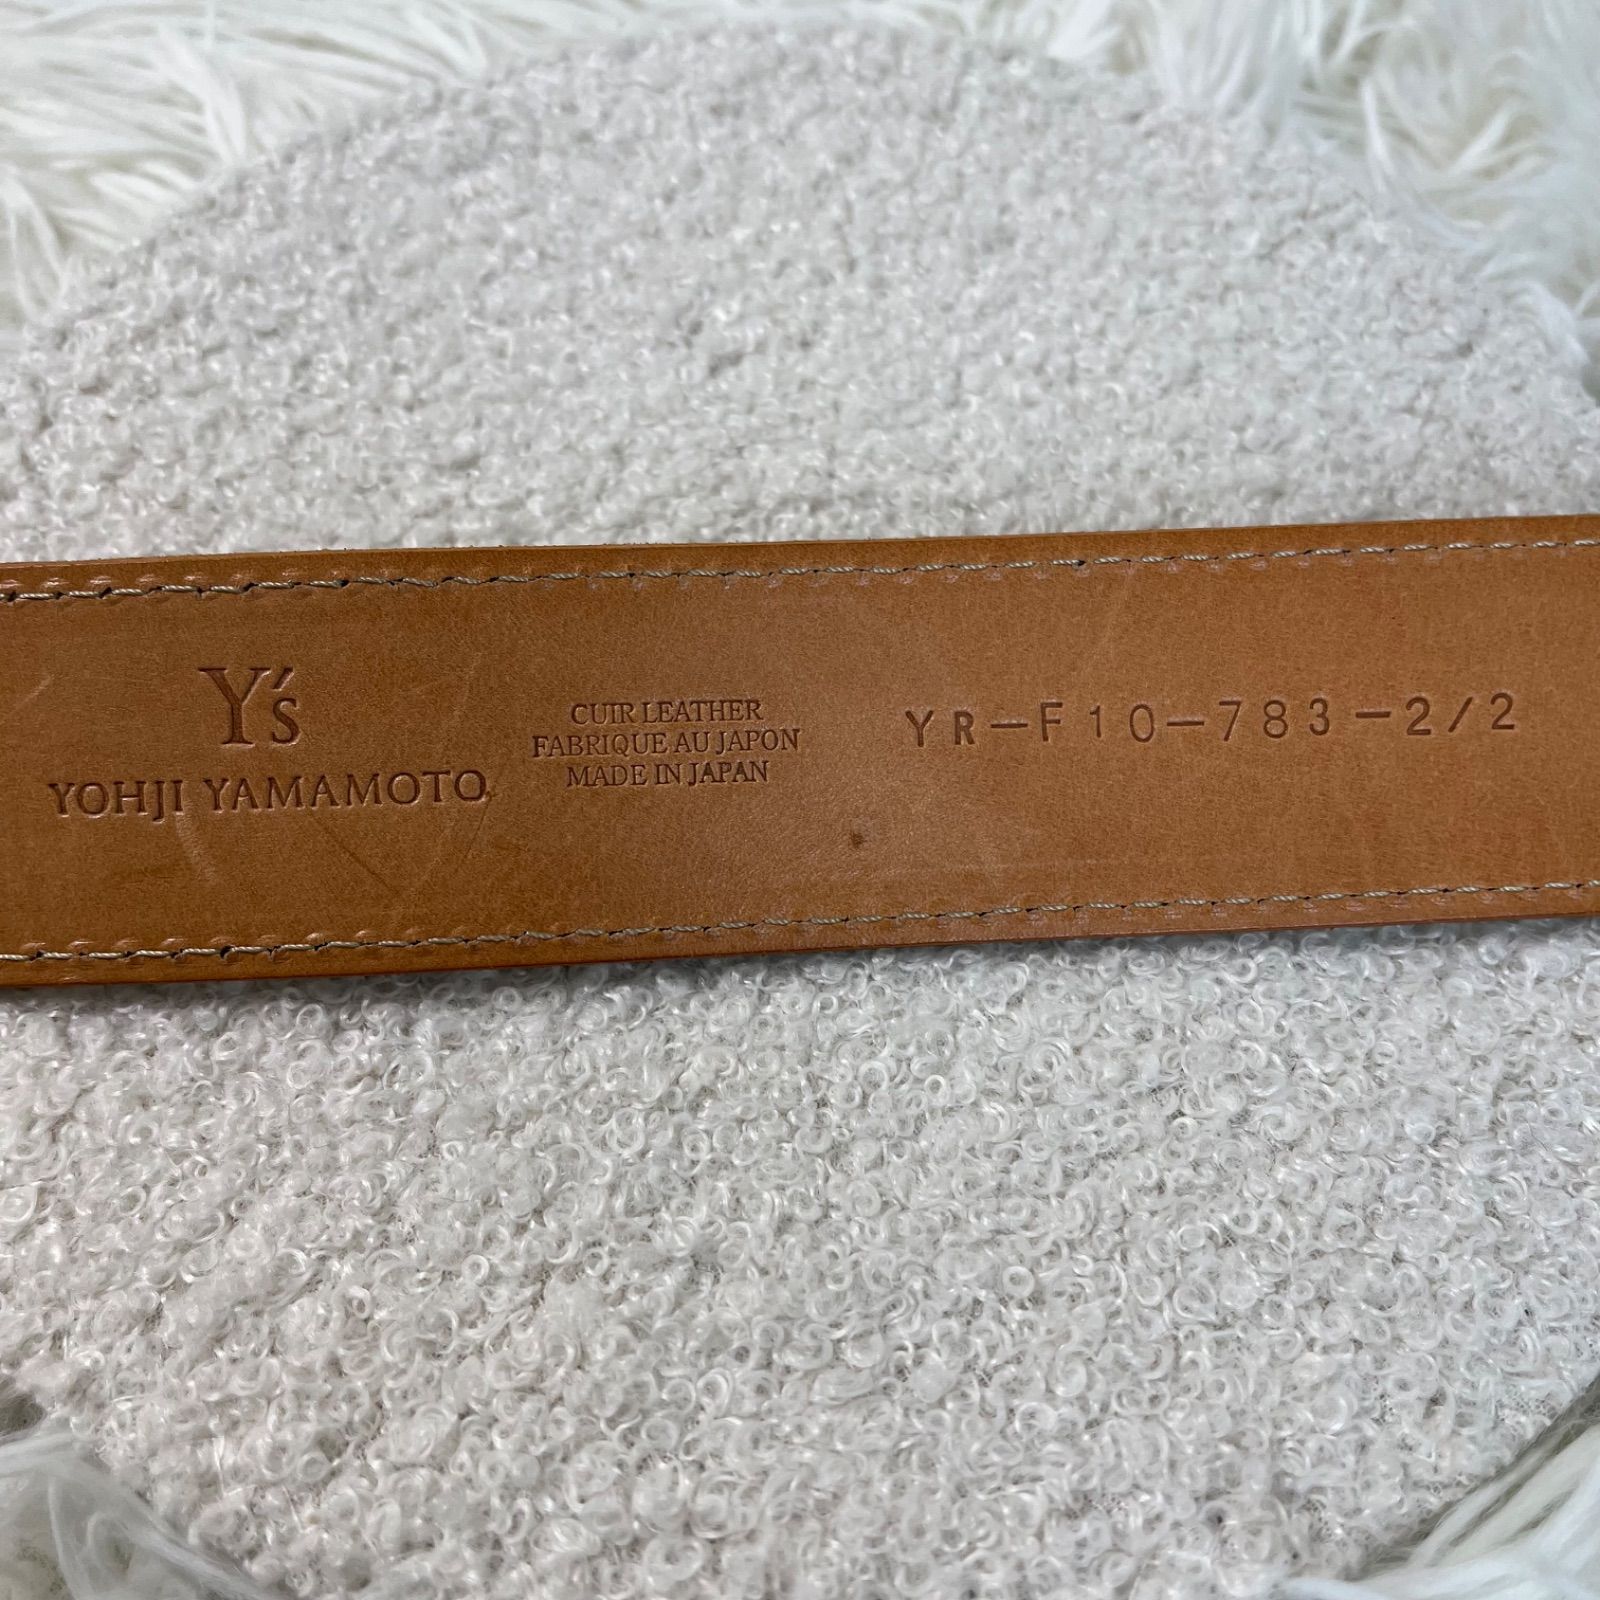 Y's
YOHJI YAMAMOTO
CUIR LEATHER
FABRIQUE AU JAPON
MADE IN JAPAN
YR-F10-783-2/2